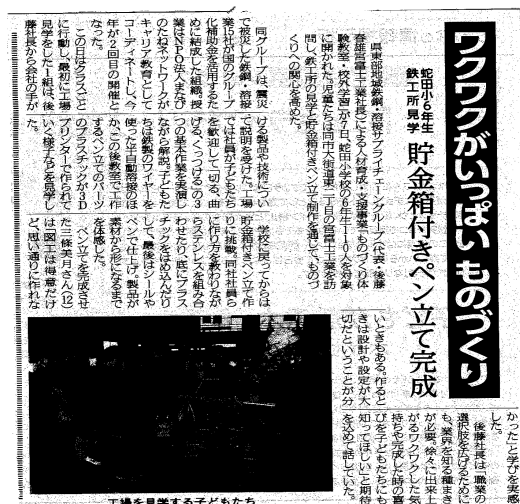 ワクワクがいっぱい ものづくり
蛇田小6年生
鉄工所見学
貯金箱付きペン立て完成
県東部地域鉄鋼・溶接サプライチェーングループ(代表・後藤
春雄宮富士工業社長)による人材育成・支援事業「ものづくり体
験教室・校外学習」が7日、蛇田小学校の6年生110人を対象
に開かれた。児童たちは同市大街道東二丁目の宮富士工業を訪
問し、鉄工所の見学と貯金箱付きペン立て制作を通じて、ものづ
くりへの関心を高めた。
同グループは、震災
で被災した鉄鋼・溶接
業15社が国のグループ
化補助金を活用するた
めに結成した組織。授
業はNPO法人まなび
のたねネットワークが
キャリア教育として
コーディネートし、今
年が2回目の開催と
なった。
この日はクラスごと
に行動し、最初に工場
見学をした1組は、後
藤社長から会社の手が
ける製品や技術につい
て説明を受けた。工場
では社員が子どもたち
を歓迎して「切る、曲
げる、くっつける」の3
つの基本作業を実演し
ながら解説。子どもた
ちは鉄製のワイヤーを
使った半自動溶接のほ
か、この後教室で工作
するペン立てのパーツ
のプラスチックが3D
プリンターで作られて
いく様子などを見学し
た。
学校に戻ってからは
貯金箱付きペン立て作
りに挑戦。同社社員ら
に作り方を教わりなが
らステンレスを組み合
わせたり、底にプラス
チックをはめ込んだり
して、最後はシールや
ペンで仕上げ。製品が
素材から形になるまで
を体感した。
ペン立てを完成させ
た三條美月さん(12)
は「図工は得意だけ
ど、思い通りに作れな
いときもある。作ると
きは設計や設定が大
切だということが分
かった」と学びを実感
した。
後藤社長は「職業の
選択肢を広げるために
も、業界を知る種まき
が必要。徐々に出来上
がるワクワクした気
持ちや完成した時の喜
びを子どもたちにも
知ってほしい」と期待
を込めて話していた。
工場を見学する子どもたち